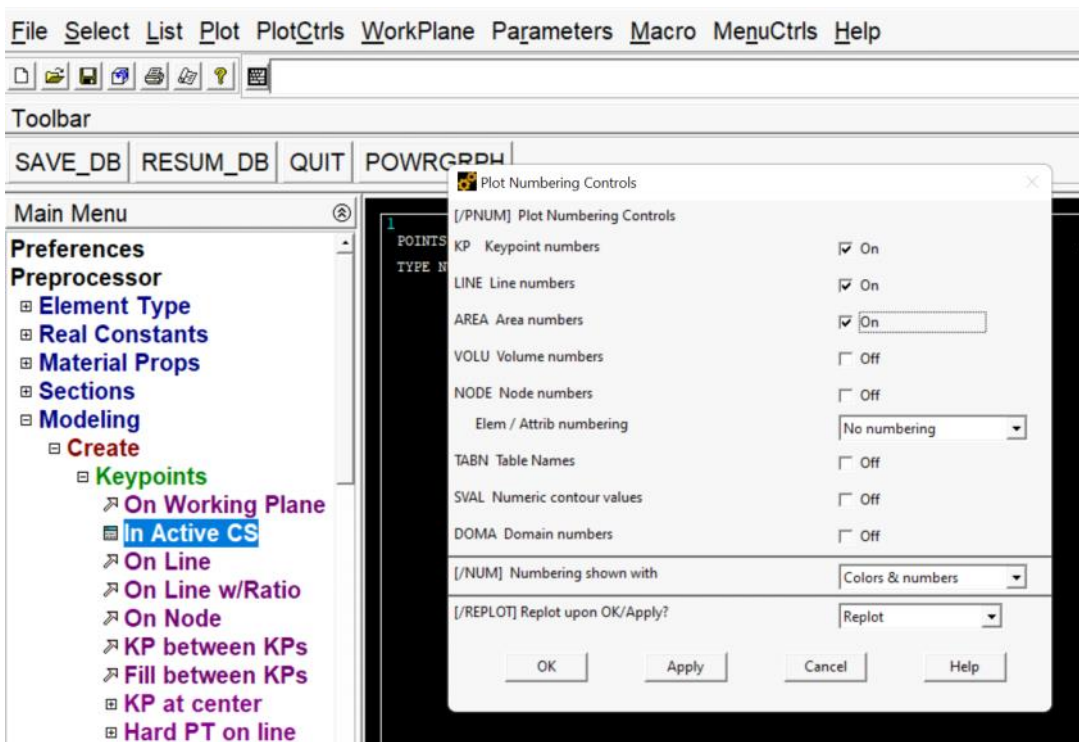 File Select List Plot PlotCtrls WorkPlane Parameters Macro MenuCtrls Help
Toolbar
SAVE_DB RESUM_DB QUIT POWRGRPH
Main Menu
Preferences
Preprocessor
Element Type
Real Constants
Material Props
Sections
Modeling
Create
Keypoints
On Working Plane
In Active CS
On Line
On Line w/Ratio
On Node
KP between KPs
Fill between KPs
KP at center
Hard PT on line
1
POINTS
TYPE N
Plot Numbering Controls
[/PNUM] Plot Numbering Controls
KP Keypoint numbers On
LINE Line numbers On
AREA Area numbers On
VOLU Volume numbers Off
NODE Node numbers Off
Elem / Attrib numbering No numbering
TABN Table Names Off
SVAL Numeric contour values Off
DOMA Domain numbers Off
[/NUM] Numbering shown with Colors & numbers
[/REPLOT] Replot upon OK/Apply? Replot
OK Apply Cancel Help